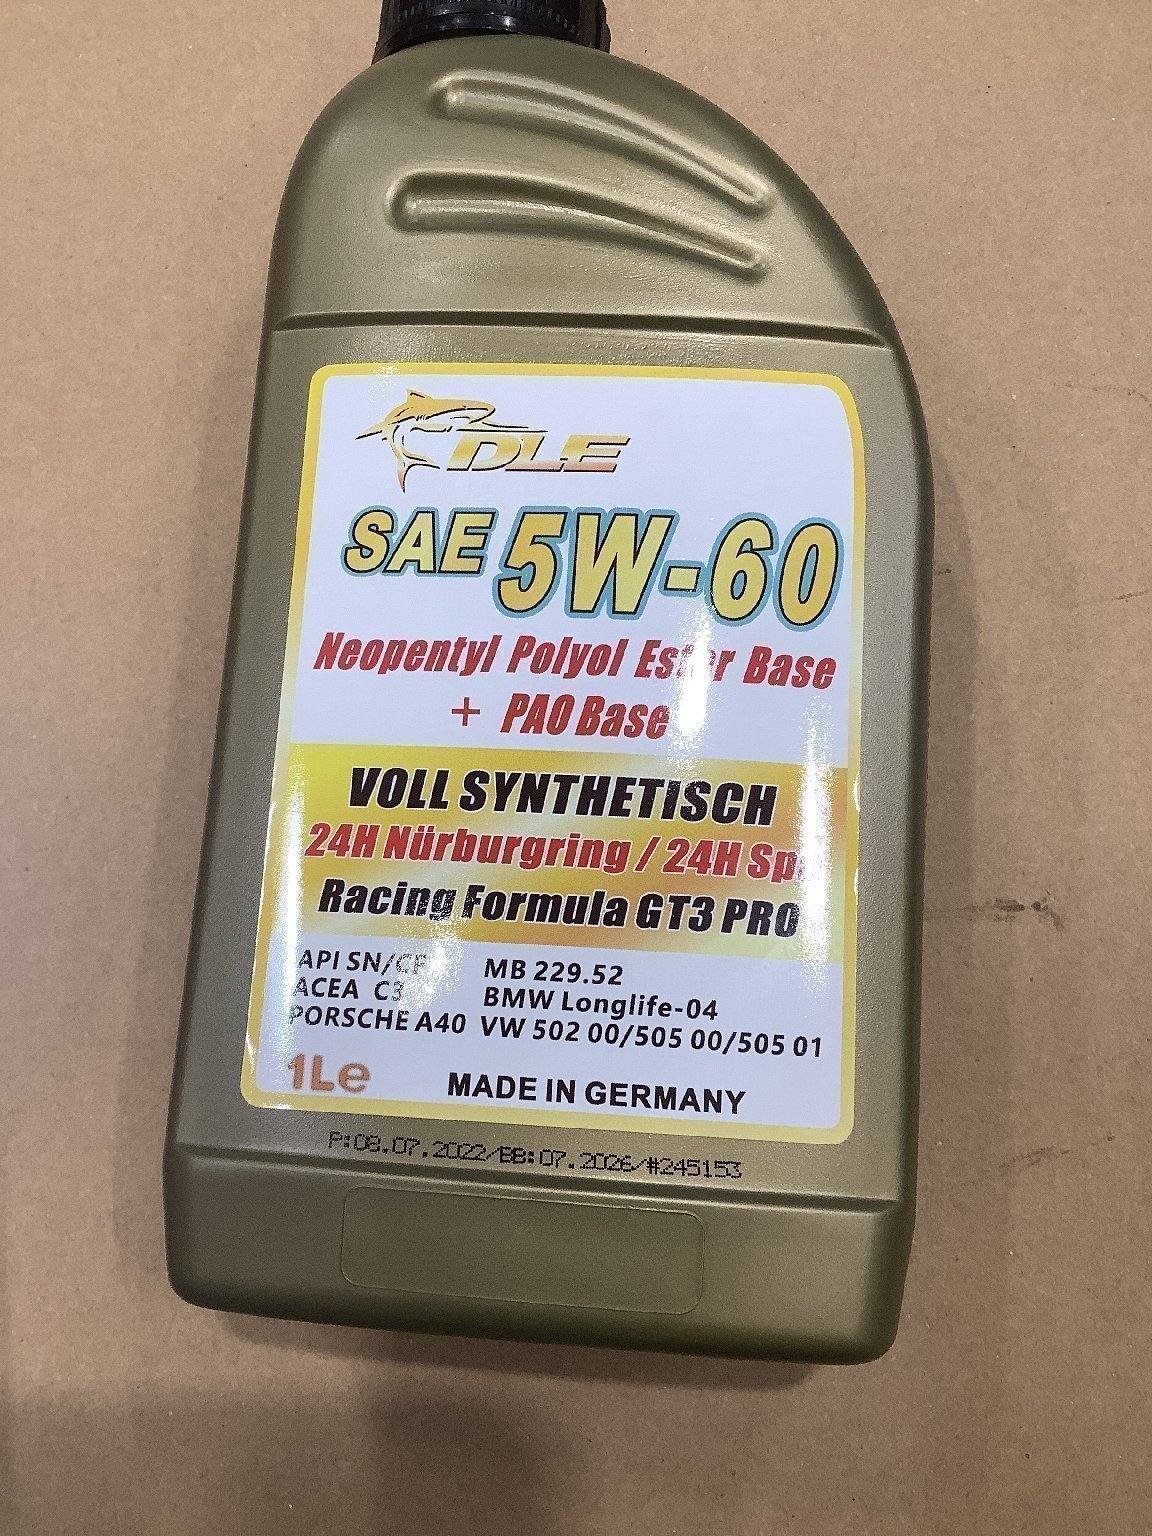 DLE
SAE 5W-60
Neopentyl Polyol Ester Base
+ PAO Base
VOLL SYNTHETISCH
24H Nürburgring / 24H
Racing Formula GT3 PRO
API SN/CF
ACEA C3
PORSCHE A40
MB 229.52
BMW Longlife-04
VW 502 00/505 00/505 01
1Le
MADE IN GERMANY
P:08.07.2022/BB:07.2026/#245153